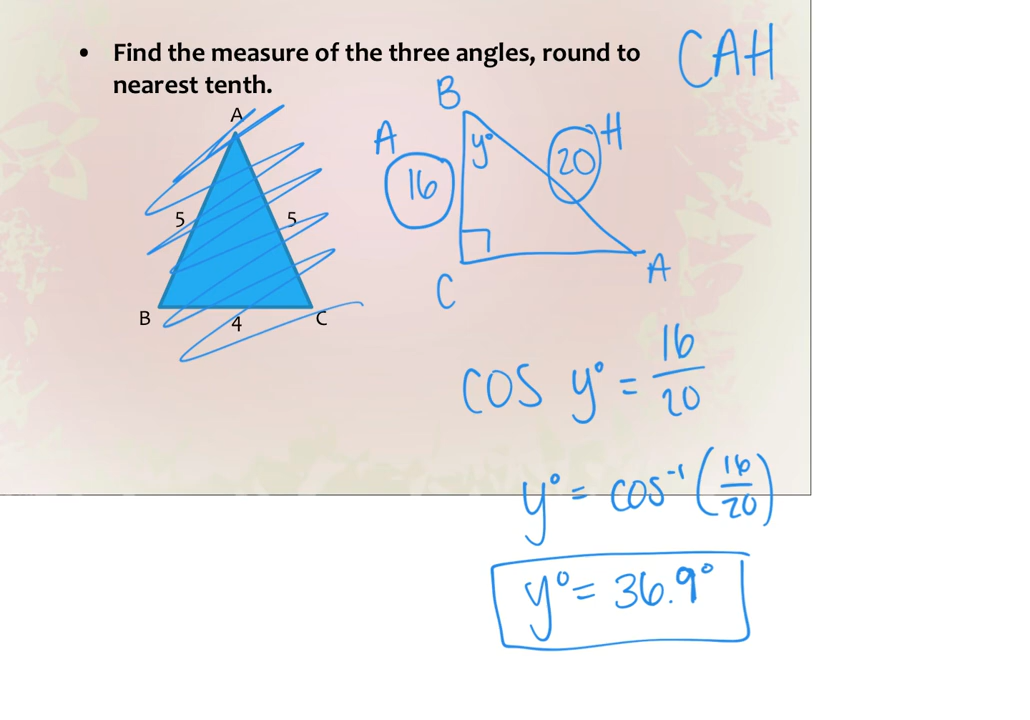 • Find the measure of the three angles, round to
nearest tenth.
CAH
A
5
5
B
4
C
B
A
y°
H
16
20
C
A
cos y° = 16/20
y° = cos⁻¹ (16/20)
y° = 36.9°